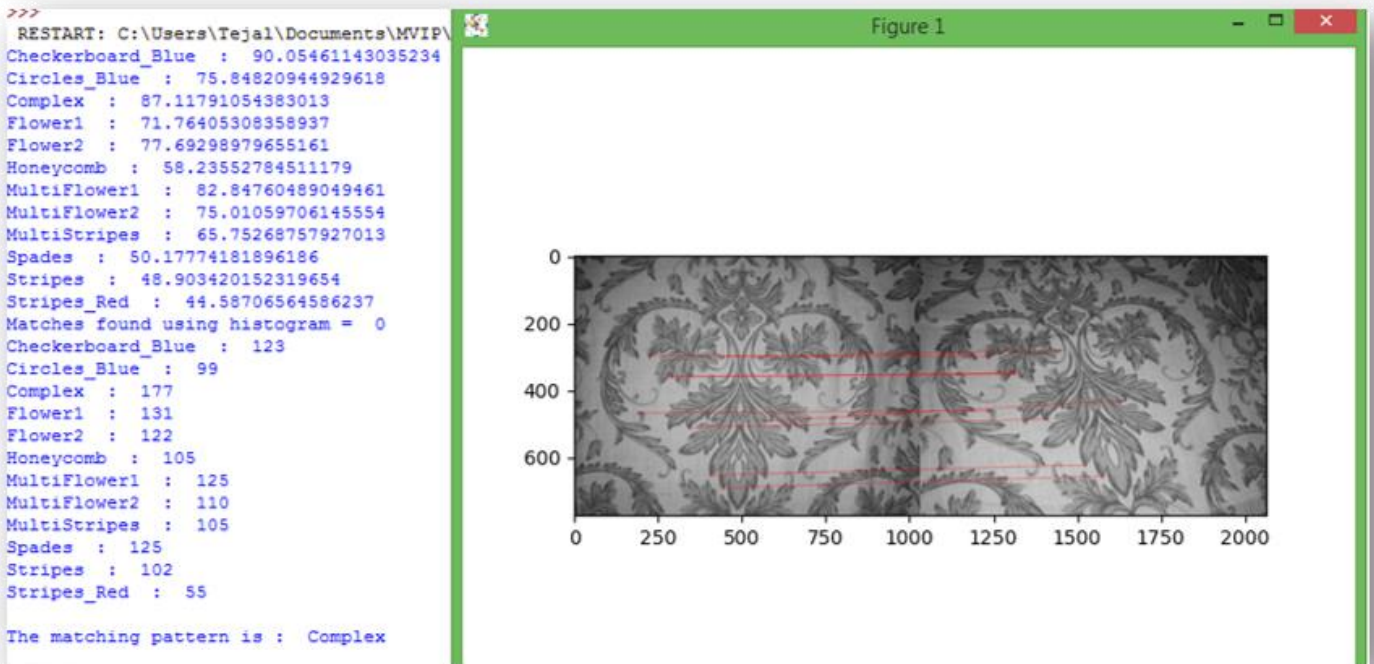 >>>
RESTART: C:\Users\Tejal\Documents\MVIP\
Checkerboard_Blue  :  90.05461143035234
Circles_Blue  :  75.84820944929618
Complex  :  87.11791054383013
Flower1  :  71.76405308358937
Flower2  :  77.69298979655161
Honeycomb  :  58.23552784511179
MultiFlower1  :  82.84760489049461
MultiFlower2  :  75.01059706145554
MultiStripes  :  65.75268757927013
Spades  :  50.17774181896186
Stripes  :  48.903420152319654
Stripes_Red  :  44.58706564586237
Matches found using histogram =  0
Checkerboard_Blue  :  123
Circles_Blue  :  99
Complex  :  177
Flower1  :  131
Flower2  :  122
Honeycomb  :  105
MultiFlower1  :  125
MultiFlower2  :  110
MultiStripes  :  105
Spades  :  125
Stripes  :  102
Stripes_Red  :  55
The matching pattern is :  Complex
Figure 1
0
200
400
600
0 250 500 750 1000 1250 1500 1750 2000